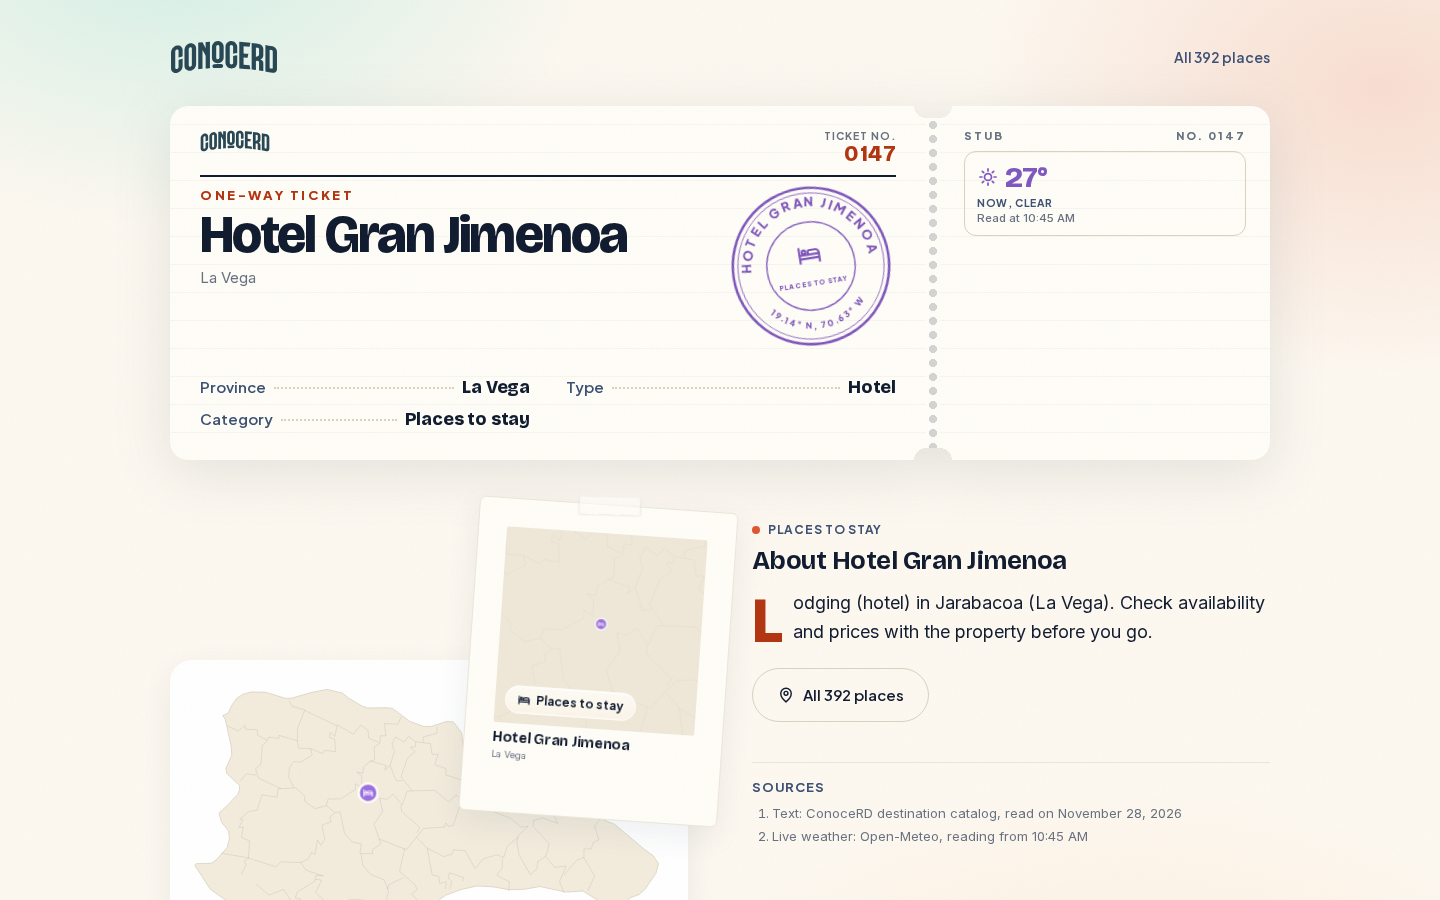 CONOCERD
All 392 places
CONOCERD
TICKET NO.
0147
ONE-WAY TICKET
Hotel Gran Jimenoa
La Vega
HOTEL GRAN JIMENOA
PLACES TO STAY
19.14° N, 70.63° W
Province La Vega
Type Hotel
Category Places to stay
STUB
NO. 0147
27°
NOW, CLEAR
Read at 10:45 AM
Places to stay
Hotel Gran Jimenoa
La Vega
PLACES TO STAY
About Hotel Gran Jimenoa
Lodging (hotel) in Jarabacoa (La Vega). Check availability
and prices with the property before you go.
All 392 places
SOURCES
1. Text: ConoceRD destination catalog, read on November 28, 2026
2. Live weather: Open-Meteo, reading from 10:45 AM